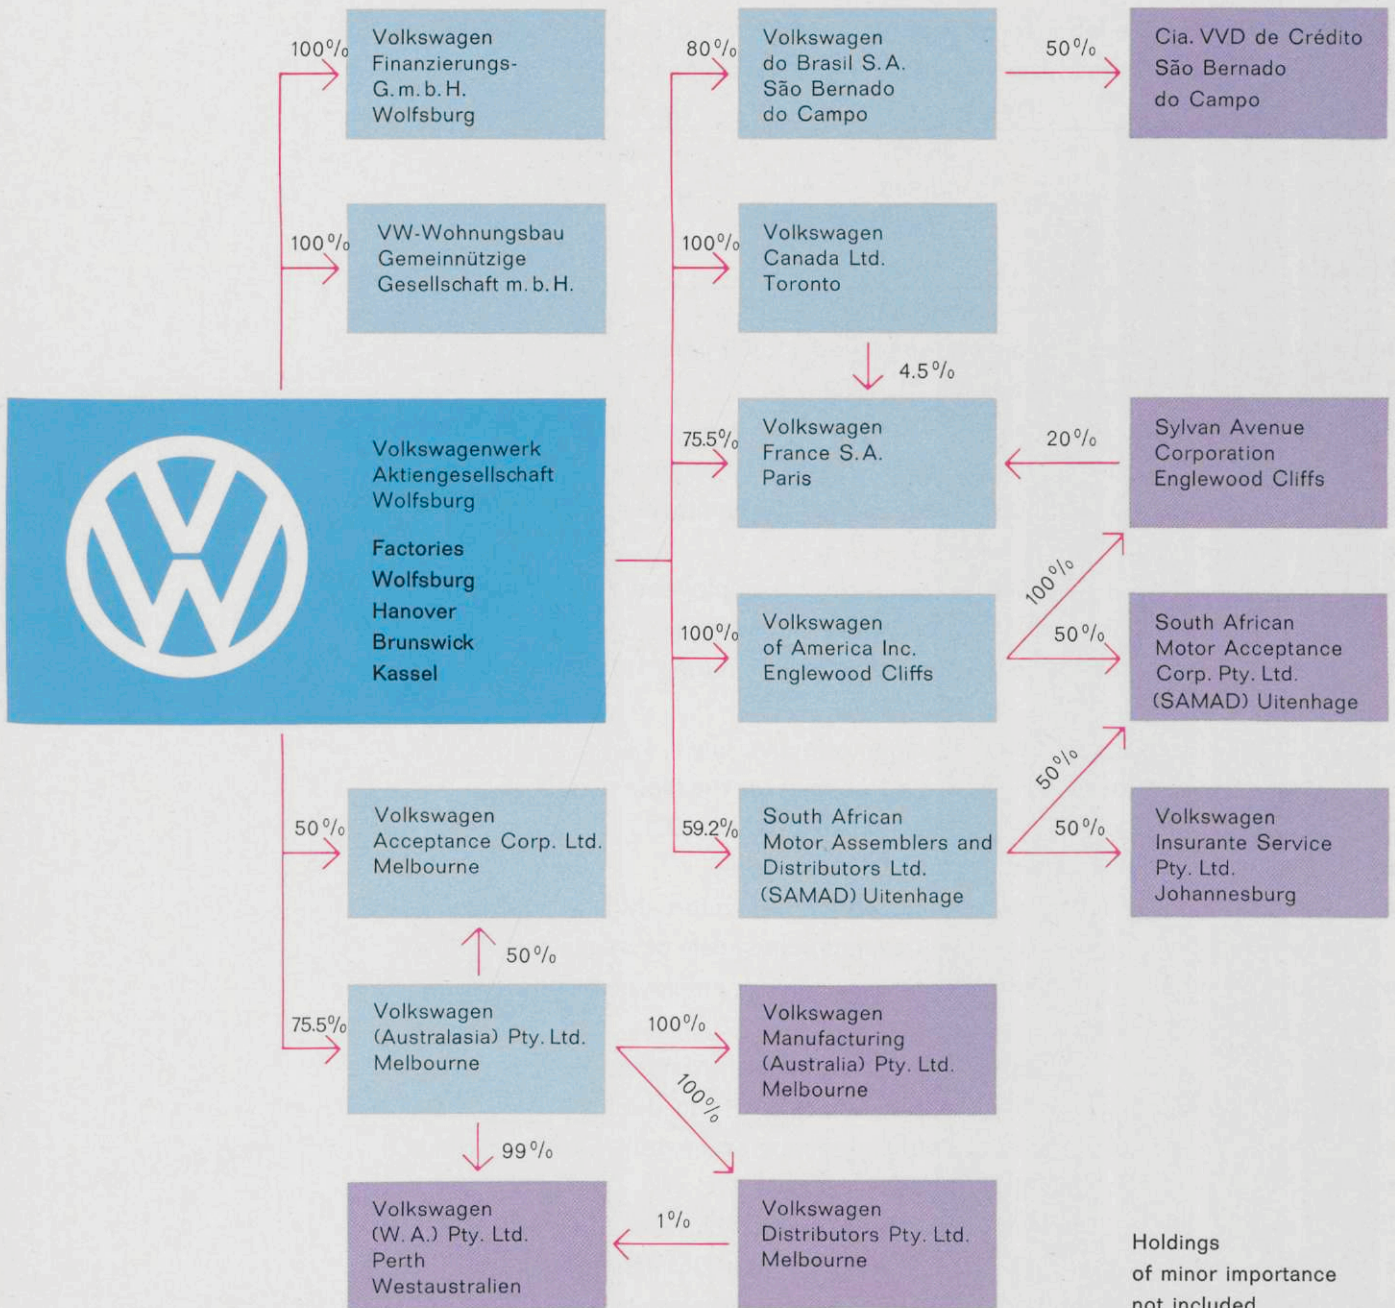 100%
Volkswagen
Finanzierungs-
G.m.b.H.
Wolfsburg
80%
Volkswagen
do Brasil S.A.
São Bernado
do Campo
50%
Cia. VVD de Crédito
São Bernado
do Campo
100%
VW-Wohnungsbau
Gemeinnützige
Gesellschaft m.b.H.
100%
Volkswagen
Canada Ltd.
Toronto
4.5%
Volkswagenwerk
Aktiengesellschaft
Wolfsburg
Factories
Wolfsburg
Hanover
Brunswick
Kassel
75.5%
Volkswagen
France S.A.
Paris
20%
Sylvan Avenue
Corporation
Englewood Cliffs
100%
100%
Volkswagen
of America Inc.
Englewood Cliffs
50%
South African
Motor Acceptance
Corp. Pty. Ltd.
(SAMAD) Uitenhage
50%
50%
Volkswagen
Acceptance Corp. Ltd.
Melbourne
59.2%
South African
Motor Assemblers and
Distributors Ltd.
(SAMAD) Uitenhage
50%
Volkswagen
Insurante Service
Pty. Ltd.
Johannesburg
50%
75.5%
Volkswagen
(Australasia) Pty. Ltd.
Melbourne
100%
Volkswagen
Manufacturing
(Australia) Pty. Ltd.
Melbourne
100%
99%
Volkswagen
(W.A.) Pty. Ltd.
Perth
Westaustralien
1%
Volkswagen
Distributors Pty. Ltd.
Melbourne
Holdings
of minor importance
not included